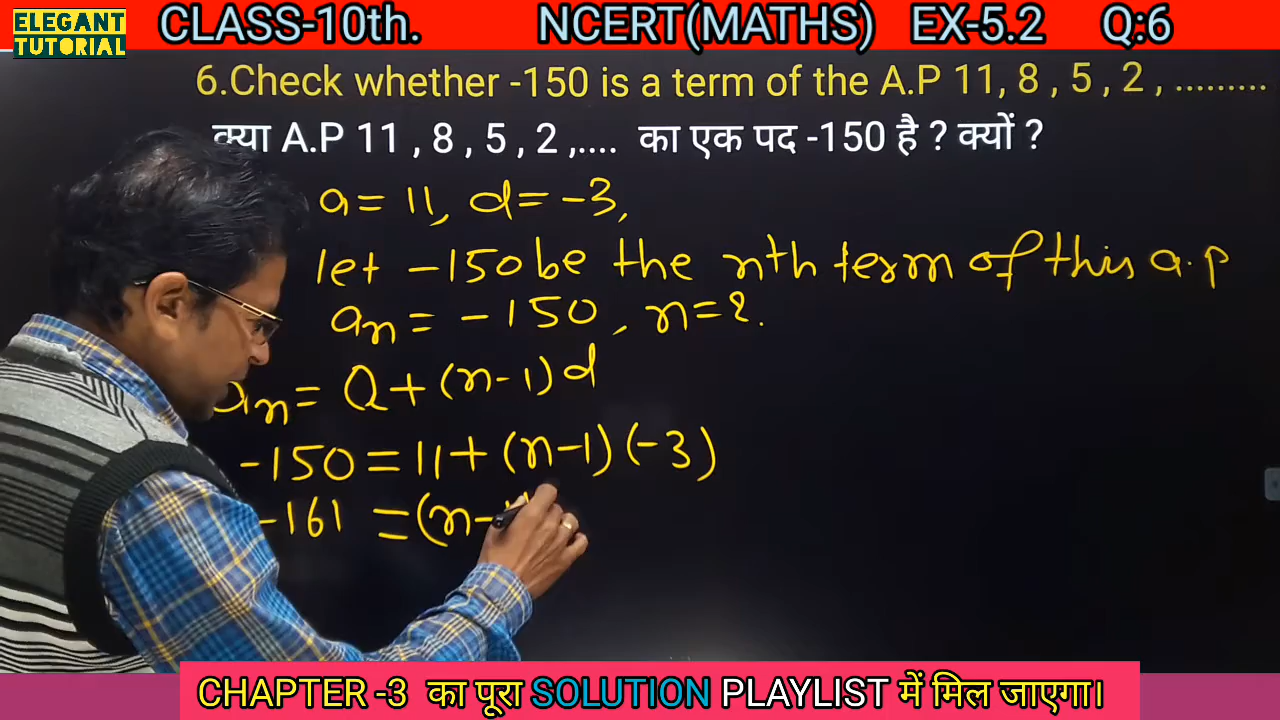 ELEGANT
TUTORIAL
CLASS-10th. NCERT(MATHS) EX-5.2 Q:6
6.Check whether -150 is a term of the A.P 11, 8 , 5 , 2 , .........
क्या A.P 11 , 8 , 5 , 2 ,.... का एक पद -150 है ? क्यों ?
a = 11, d = -3,
let -150 be the nth term of this a.p
an = -150, n = ?.
an = a + (n-1) d
-150 = 11 + (n-1) (-3)
-161 = (n-1)
CHAPTER -3 का पूरा SOLUTION PLAYLIST में मिल जाएगा।